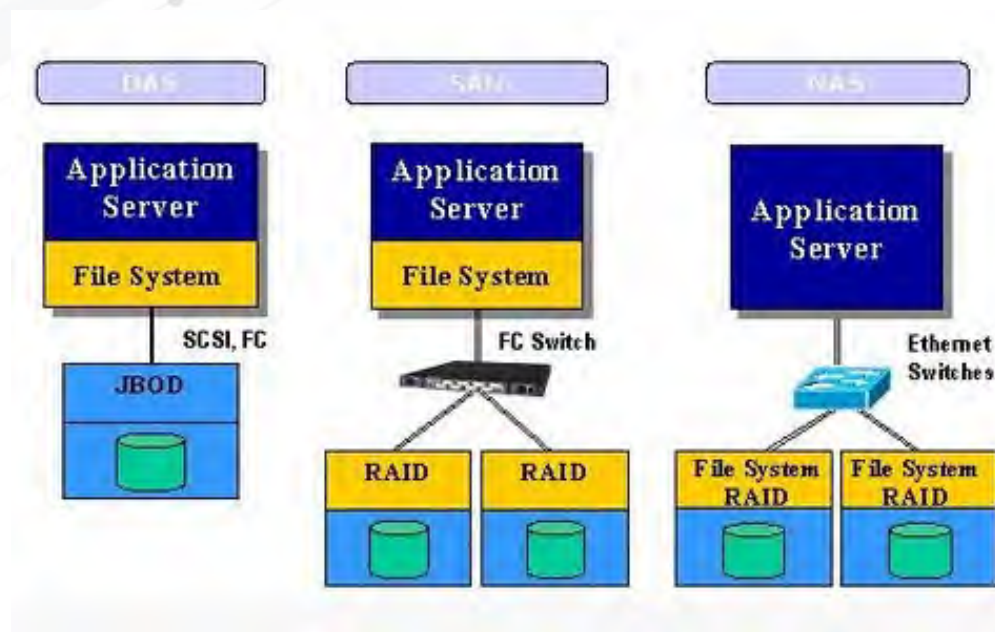 DAS
SAN
NAS
Application
Server
File System
SCSI, FC
JBOD
Application
Server
File System
FC Switch
RAID
RAID
Application
Server
Ethernet
Switches
File System
RAID
File System
RAID